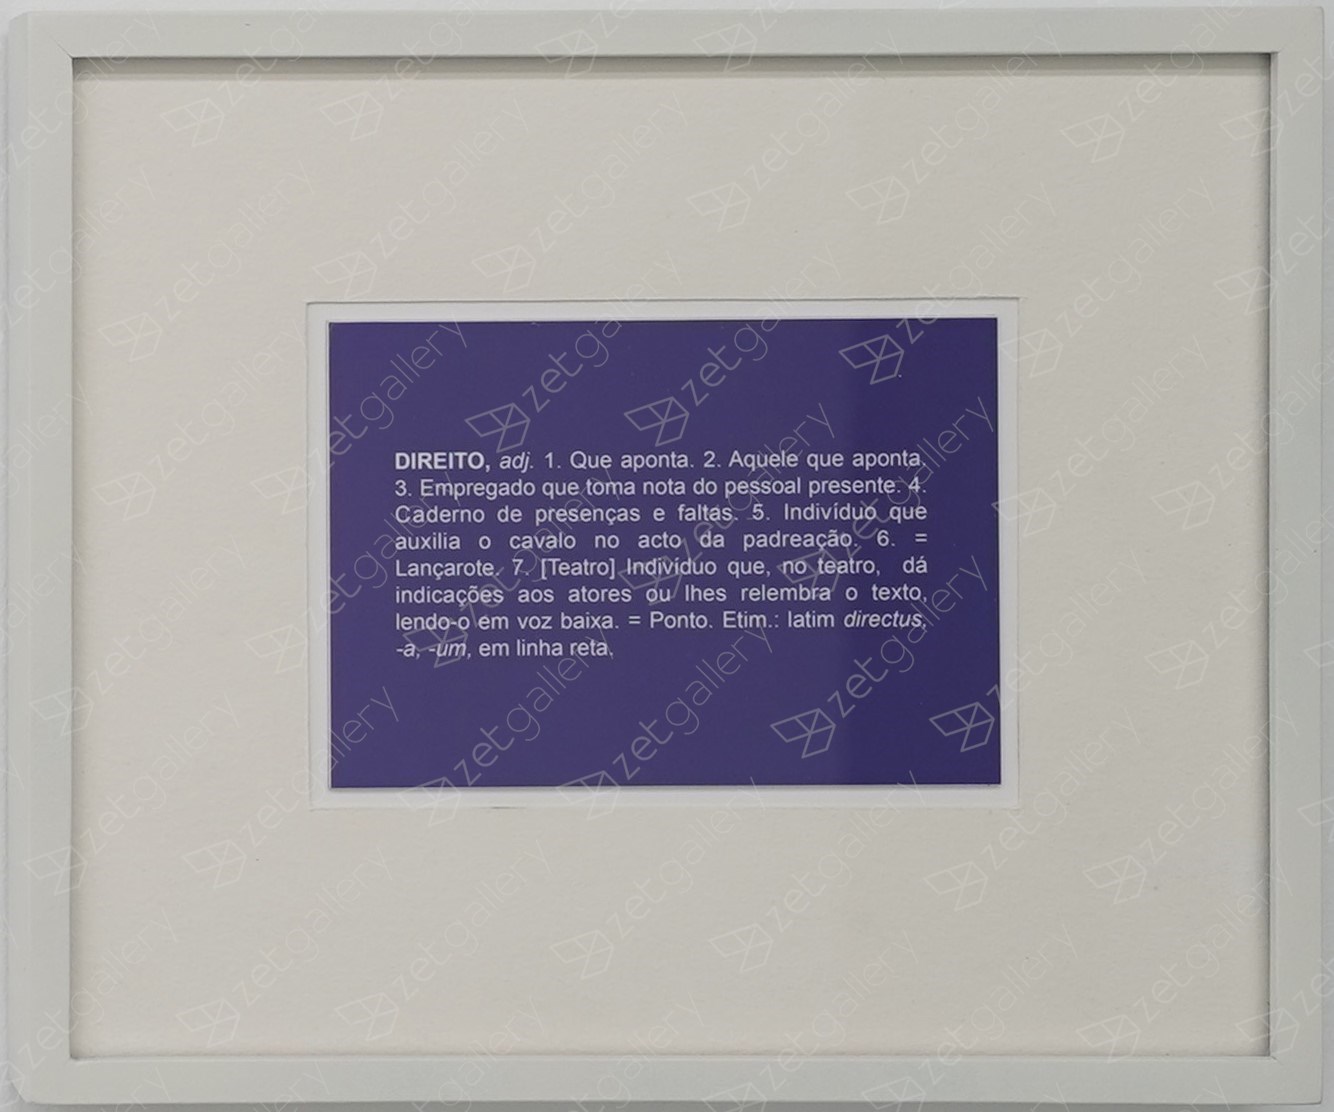 DIREITO, adj. 1. Que aponta. 2. Aquele que aponta.
3. Empregado que toma nota do pessoal presente. 4.
Caderno de presenças e faltas. 5. Indivíduo que
auxilia o cavalo no acto da padreação. 6. =
Lançarote. 7. [Teatro] Indivíduo que, no teatro, dá
indicações aos atores ou lhes relembra o texto,
lendo-o em voz baixa. = Ponto. Etim.: latim directus,
-a, -um, em linha reta.
zet gallery